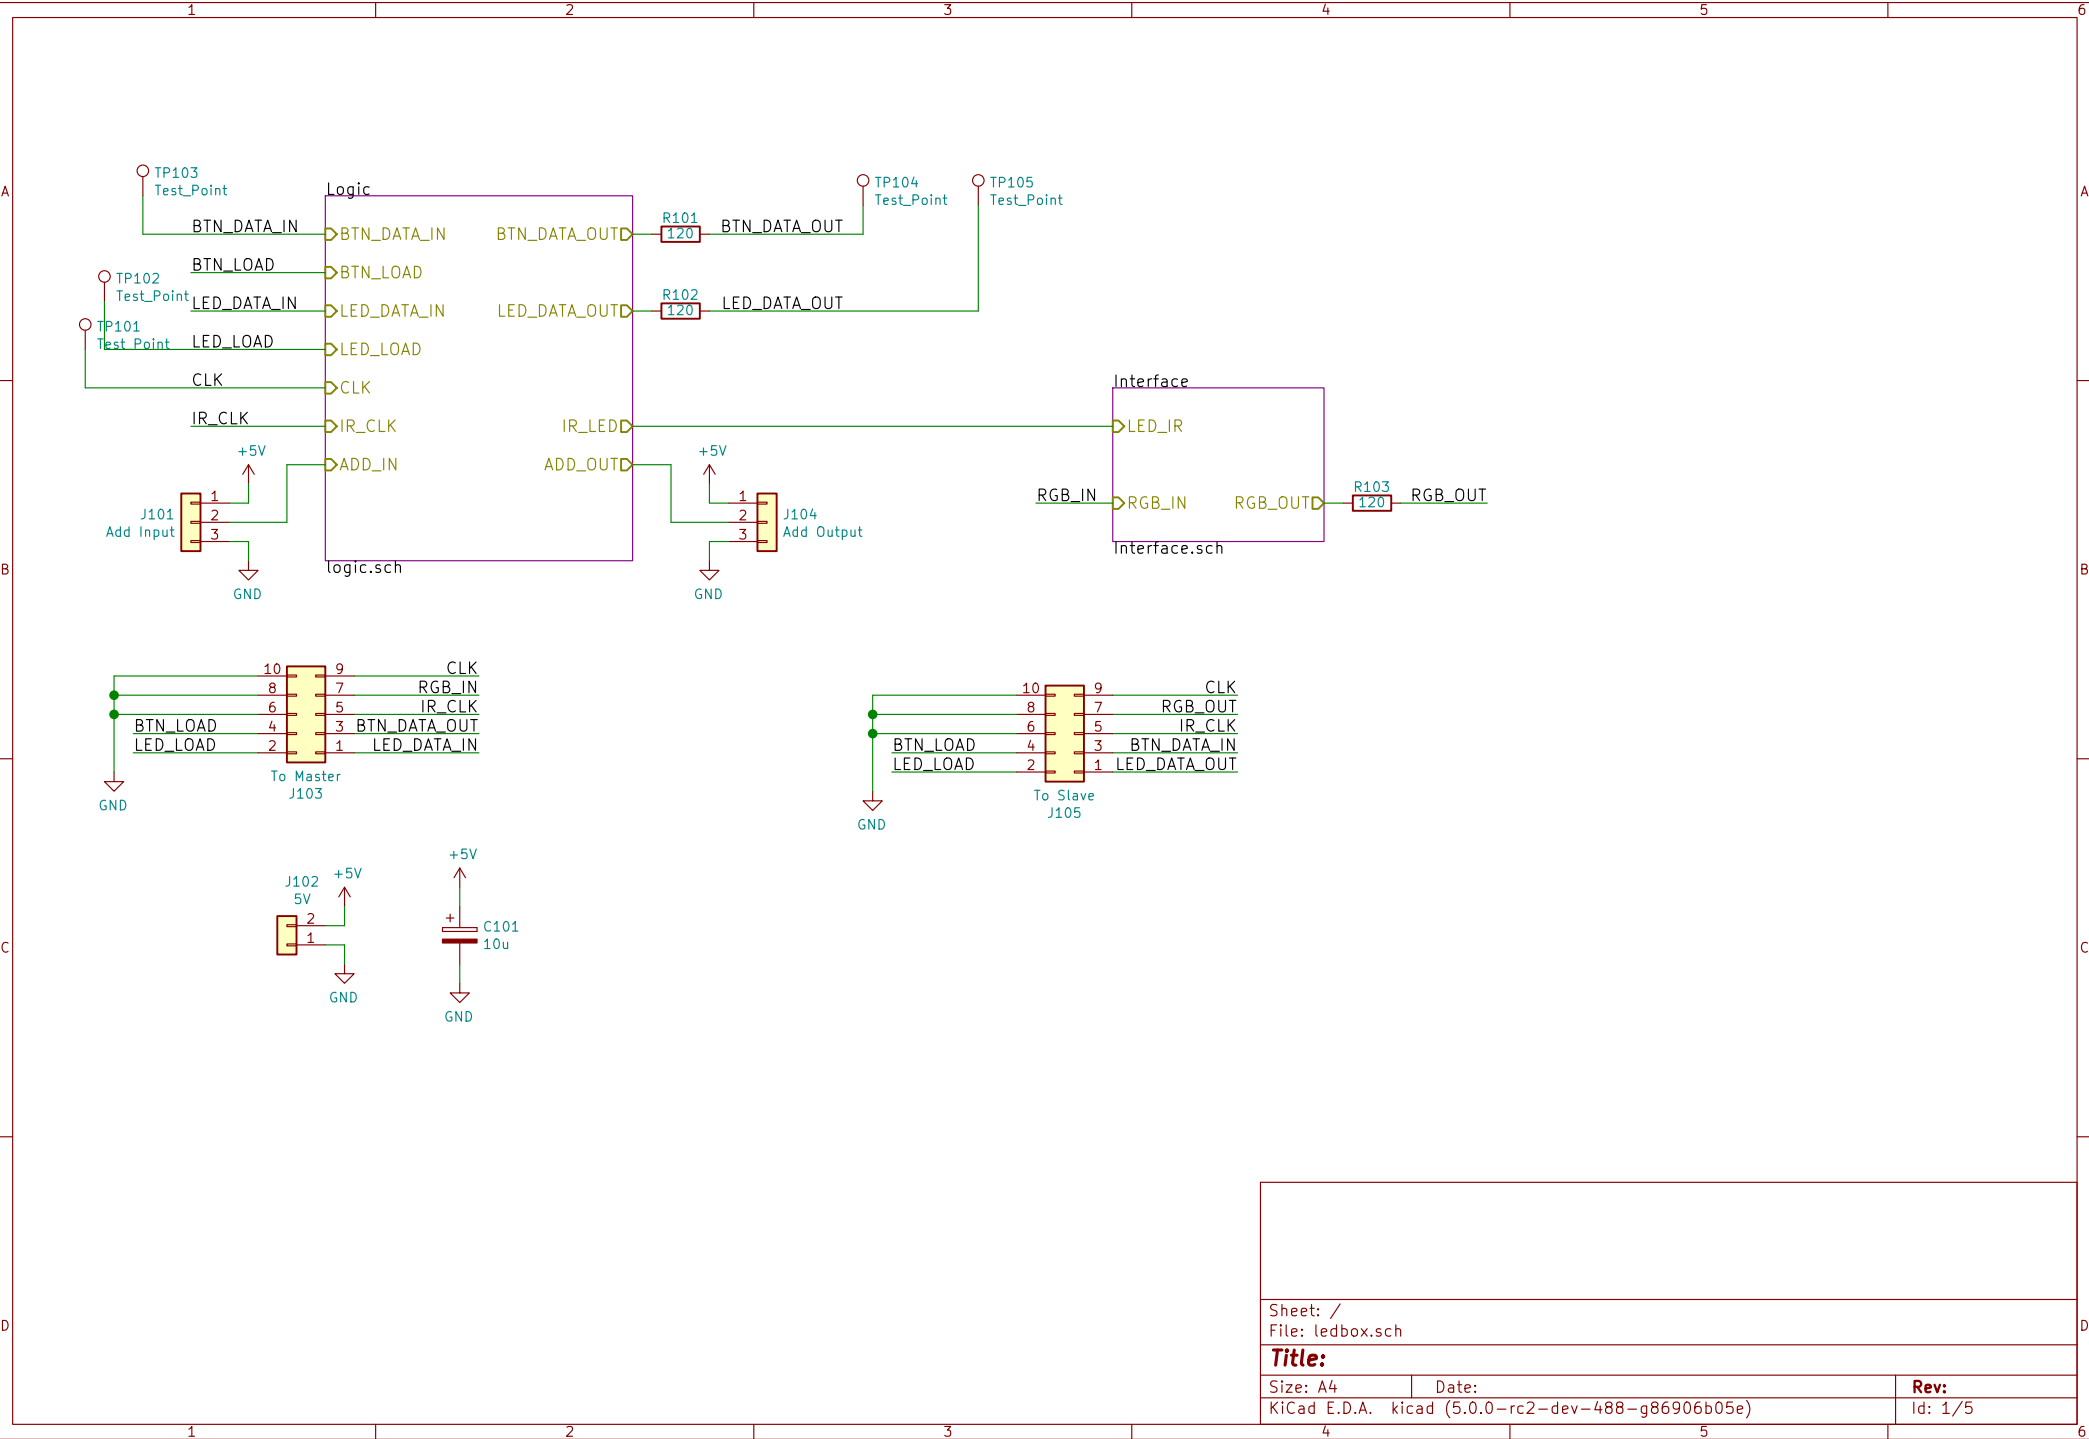 1 2 3 4 5 6
A A
B B
C C
D D
TP103
Test_Point
Logic
TP104
Test_Point
TP105
Test_Point
BTN_DATA_IN
BTN_DATA_IN
BTN_DATA_OUT
R101
120
BTN_DATA_OUT
BTN_LOAD
BTN_LOAD
TP102
Test_Point
LED_DATA_IN
LED_DATA_IN
LED_DATA_OUT
R102
120
LED_DATA_OUT
TP101
Test_Point
LED_LOAD
LED_LOAD
CLK
CLK
IR_CLK
IR_CLK
IR_LED
Interface
LED_IR
+5V
ADD_IN
ADD_OUT
+5V
1
2
3
J101
Add Input
GND
1
2
3
J104
Add Output
GND
logic.sch
RGB_IN
RGB_IN
RGB_OUT
R103
120
RGB_OUT
Interface.sch
10 9 CLK
8 7 RGB_IN
6 5 IR_CLK
BTN_LOAD 4 3 BTN_DATA_OUT
LED_LOAD 2 1 LED_DATA_IN
To Master
J103
GND
10 9 CLK
8 7 RGB_OUT
6 5 IR_CLK
BTN_LOAD 4 3 BTN_DATA_IN
LED_LOAD 2 1 LED_DATA_OUT
To Slave
J105
GND
J102
5V
+5V
2
1
GND
+5V
+
C101
10u
GND
Sheet: /
File: ledbox.sch
Title:
Size: A4 Date: Rev:
KiCad E.D.A. kicad (5.0.0-rc2-dev-488-g86906b05e) Id: 1/5
1 2 3 4 5 6